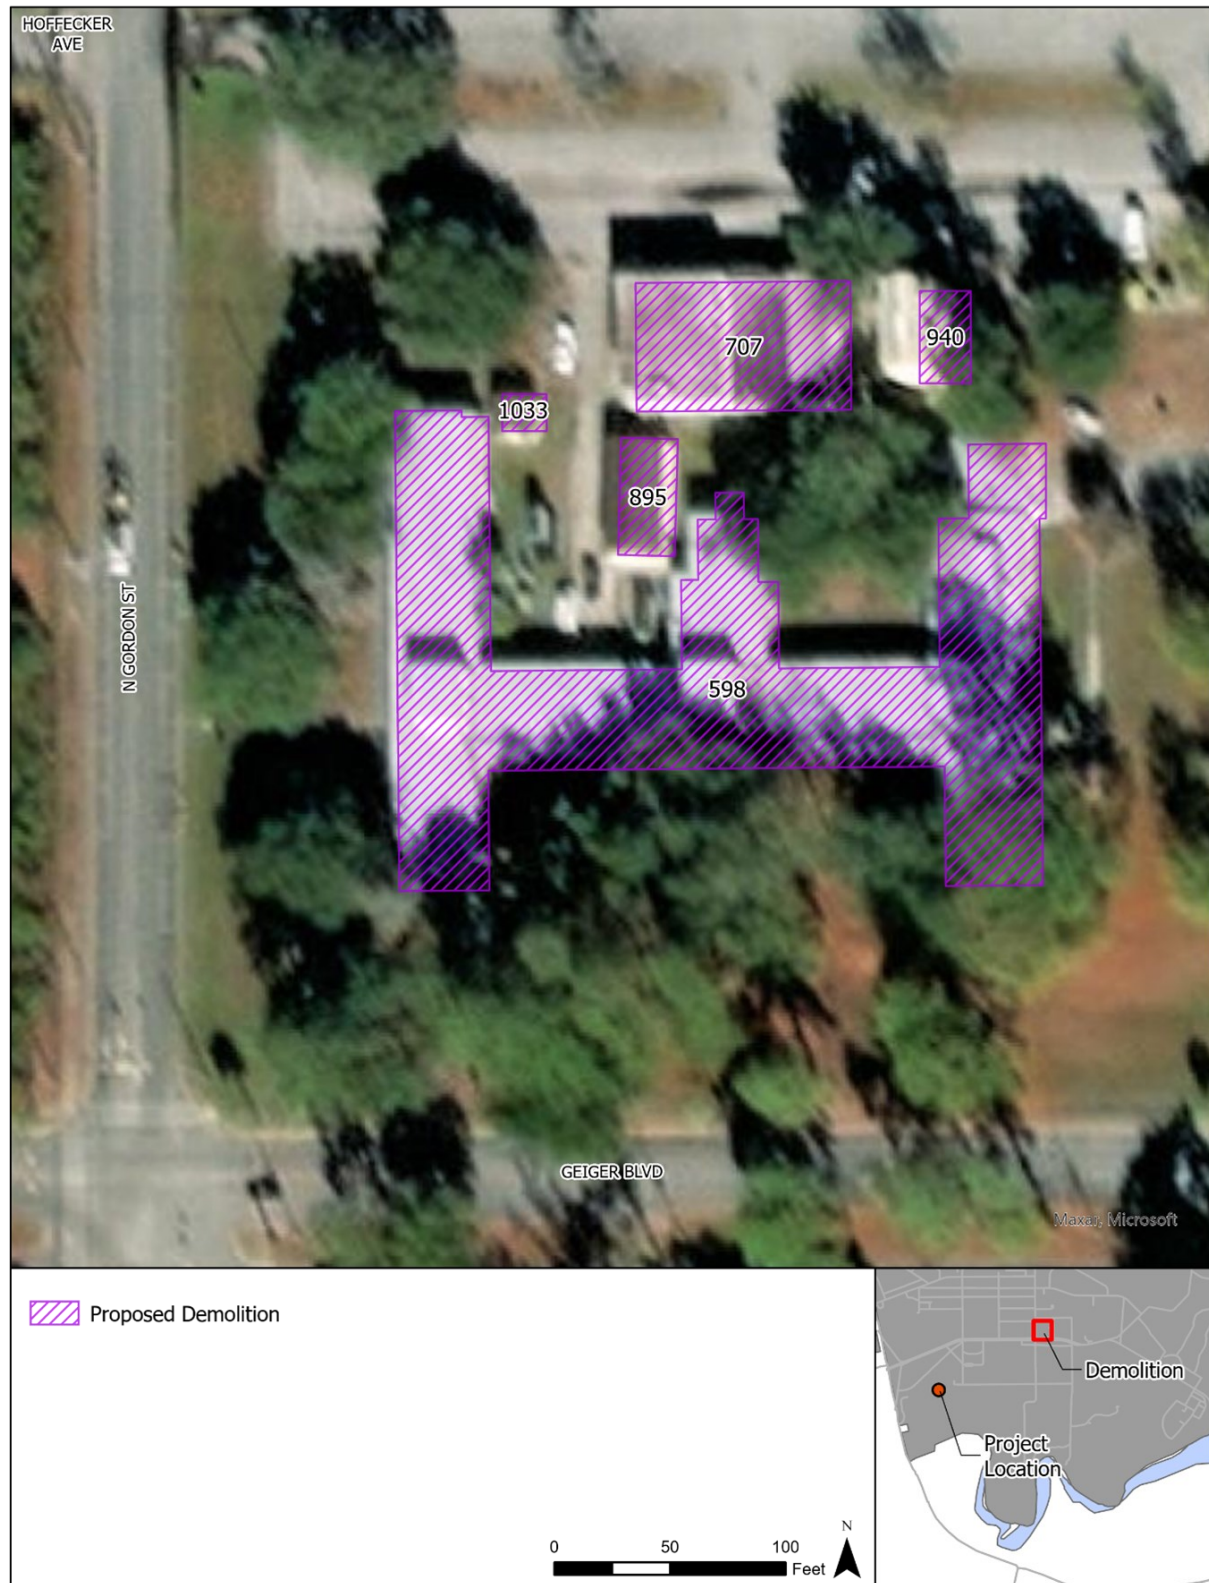 HOFFECKER
AVE
707
940
1033
895
598
N GORDON ST
GEIGER BLVD
Maxar, Microsoft
Proposed Demolition
Demolition
Project
Location
N
0 50 100
Feet